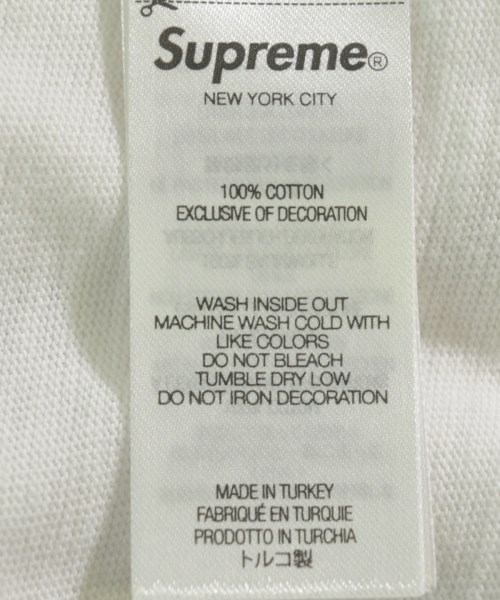 Supreme®
NEW YORK CITY
100% COTTON
EXCLUSIVE OF DECORATION
WASH INSIDE OUT
MACHINE WASH COLD WITH
LIKE COLORS
DO NOT BLEACH
TUMBLE DRY LOW
DO NOT IRON DECORATION
MADE IN TURKEY
FABRIQUÉ EN TURQUIE
PRODOTTO IN TURCHIA
トルコ製